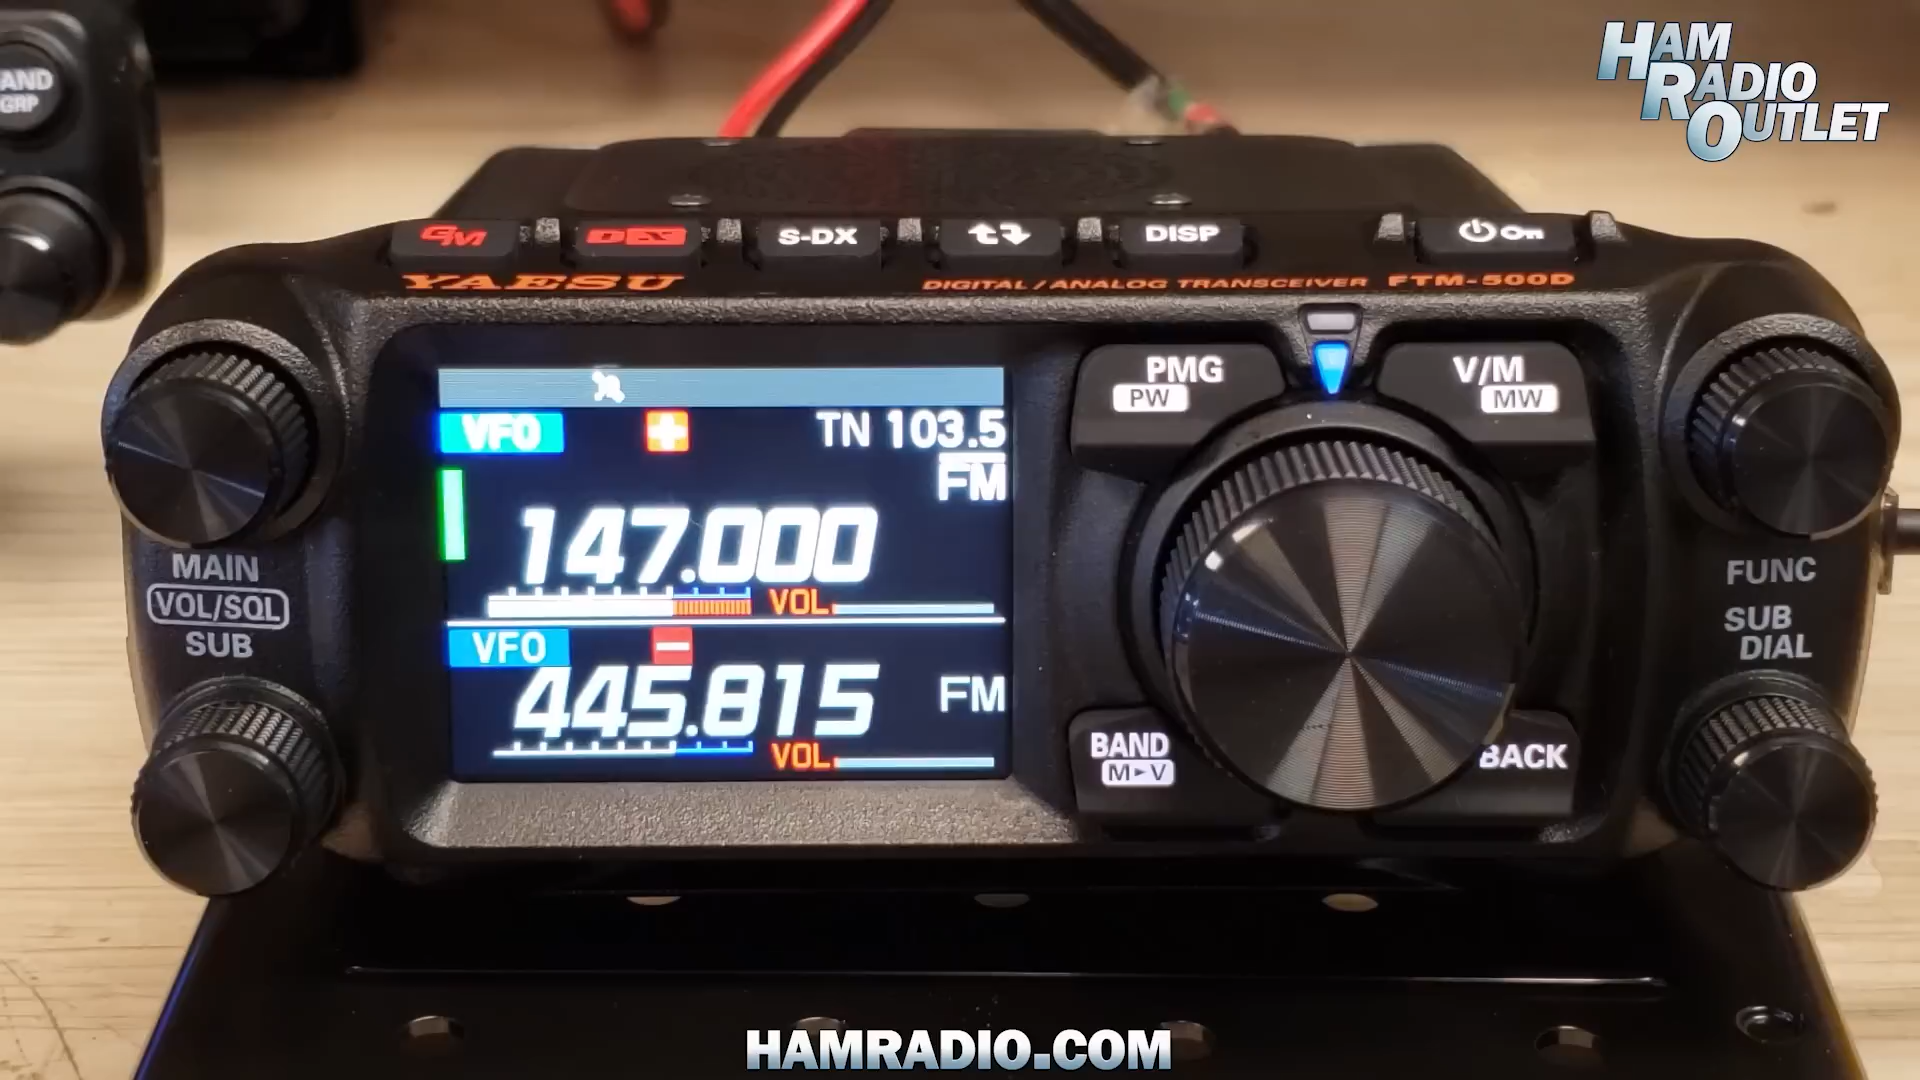 HAM
RADIO
OUTLET
AND
GRP
GM
S-DX
DISP
On
YAESU
DIGITAL / ANALOG TRANSCEIVER FTM-500D
PMG
PW
V/M
MW
VFO
TN 103.5
FM
147.000
VOL
VFO
445.815
FM
VOL
MAIN
VOL/SQL
SUB
FUNC
SUB
DIAL
BAND
M►V
BACK
HAMRADIO.COM